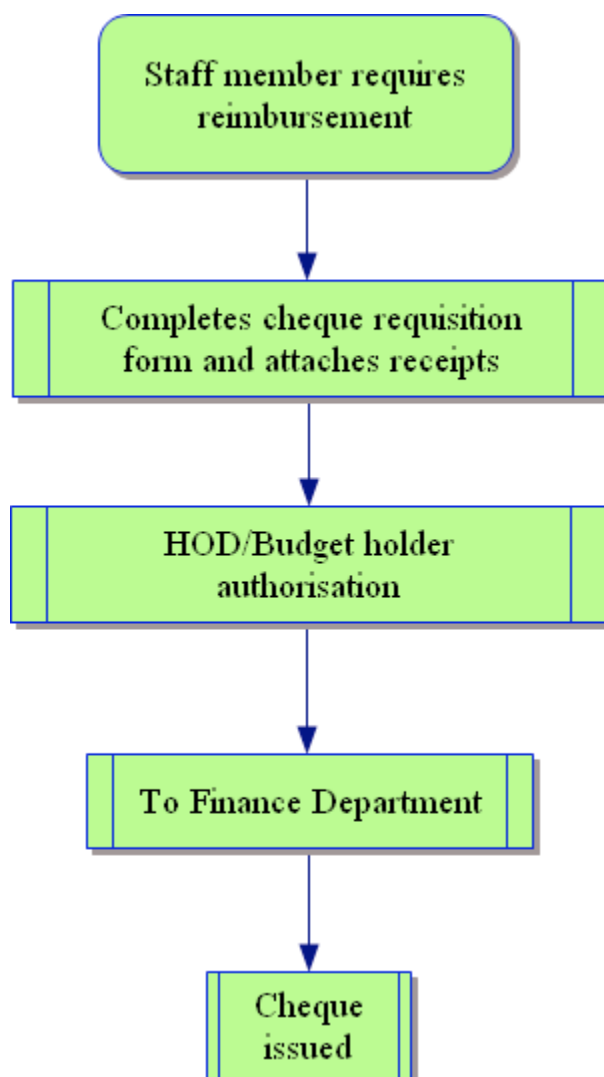 Staff member requires
reimbursement
Completes cheque requisition
form and attaches receipts
HOD/Budget holder
authorisation
To Finance Department
Cheque
issued